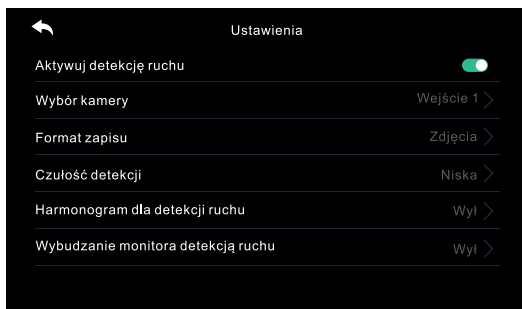 Ustawienia
Aktywuj detekcję ruchu
Wybór kamery Wejście 1
Format zapisu Zdjęcia
Czułość detekcji Niska
Harmonogram dla detekcji ruchu Wył
Wybudzanie monitora detekcją ruchu Wył